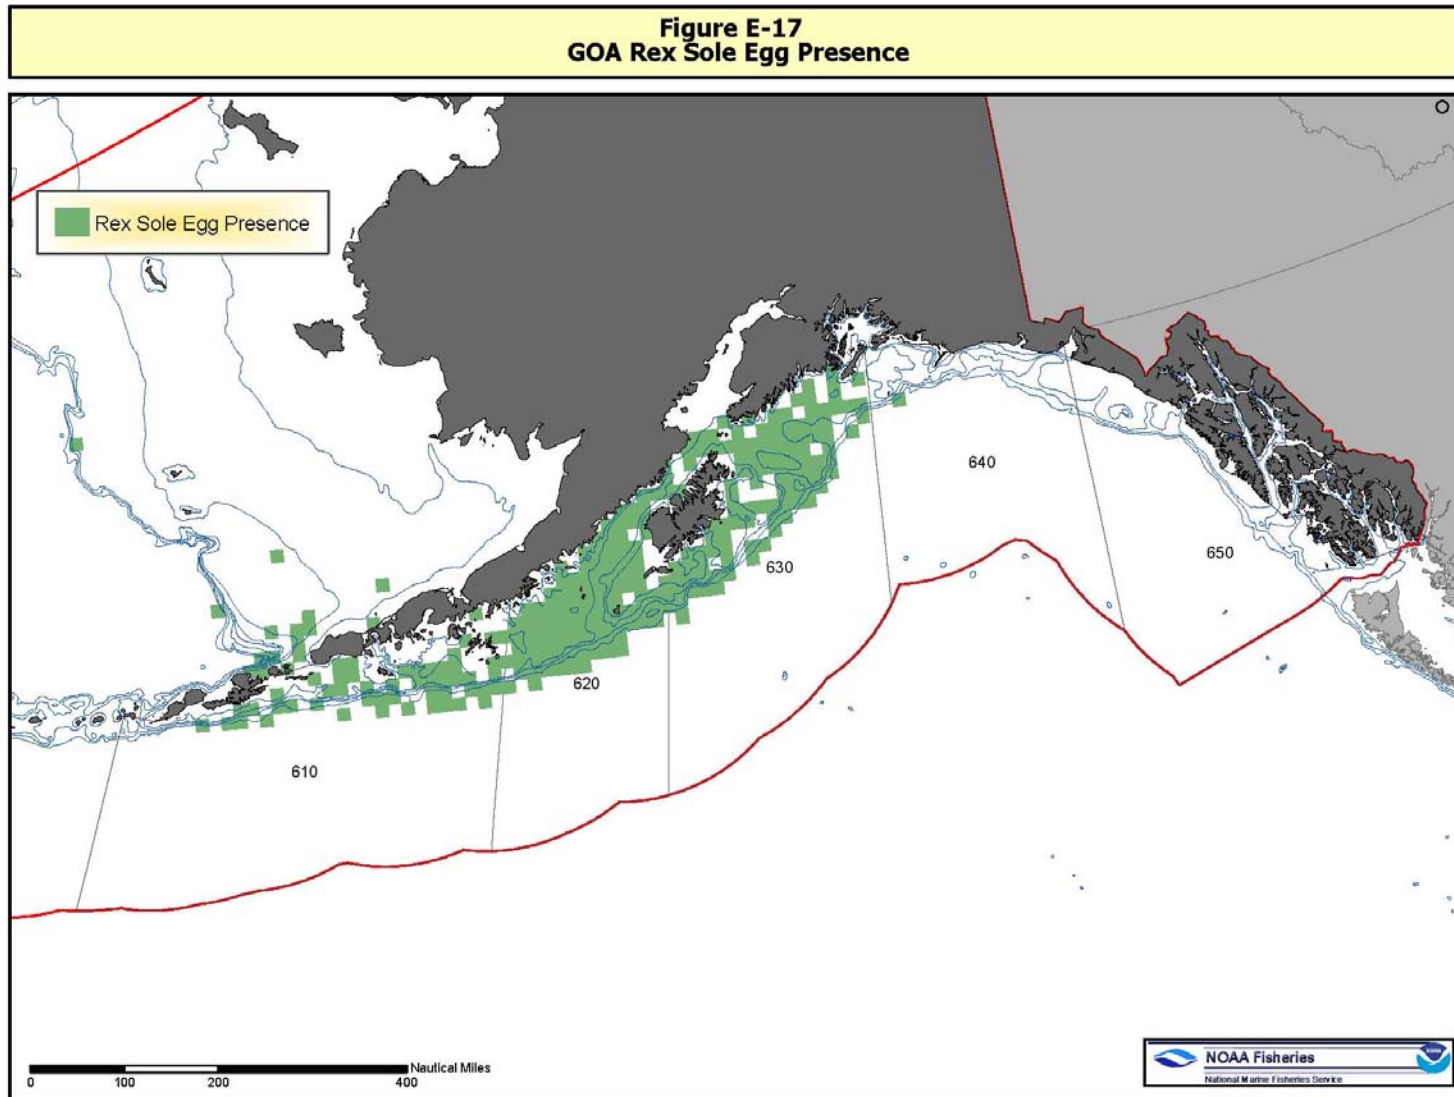 Figure E-17
GOA Rex Sole Egg Presence
Rex Sole Egg Presence
640
650
630
620
610
Nautical Miles
0 100 200 400
NOAA Fisheries
National Marine Fisheries Service